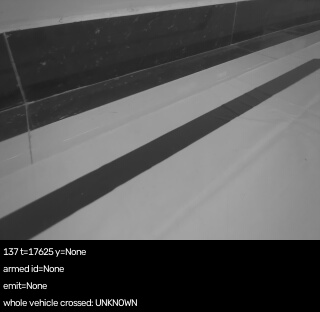 137 t=17625 y=None
armed id=None
emit=None
whole vehicle crossed: UNKNOWN